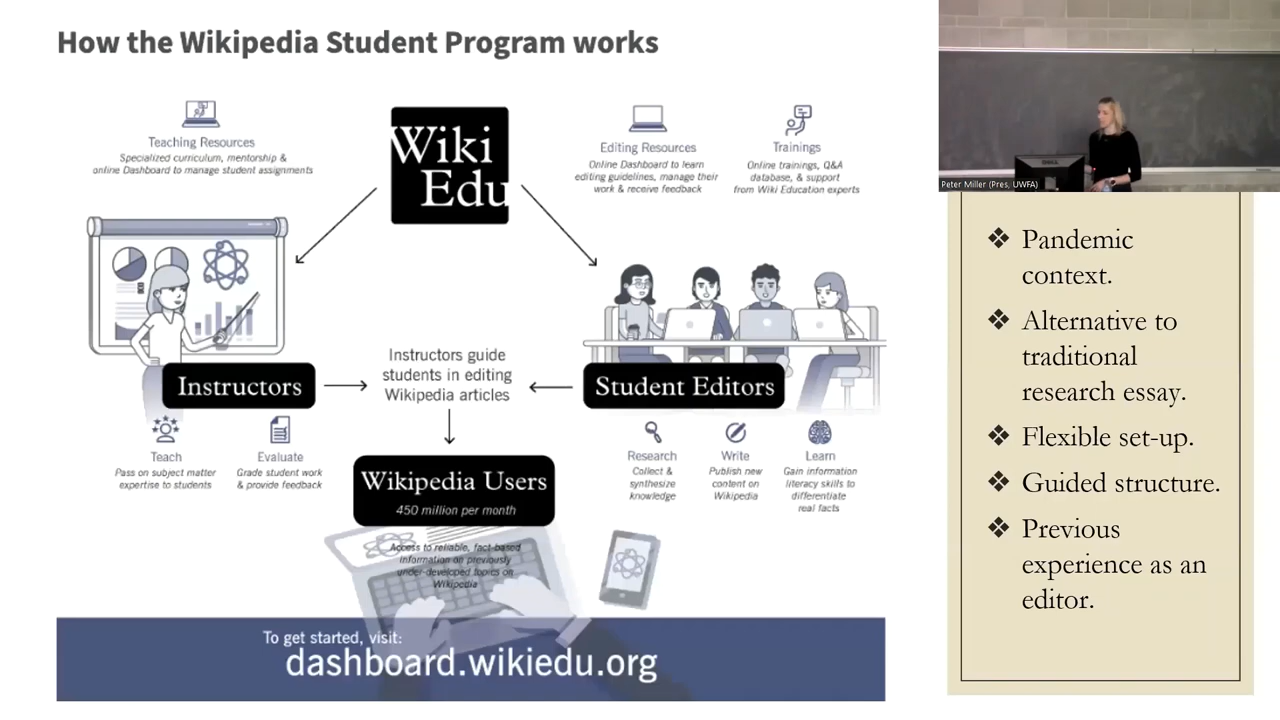 How the Wikipedia Student Program works
Teaching Resources
Specialized curriculum, mentorship &
online Dashboard to manage student assignments
Wiki
Edu
Editing Resources
Online Dashboard to learn
editing guidelines, manage their
work & receive feedback
Trainings
Online trainings, Q&A
database, & support
from Wiki Education experts
Instructors
Instructors guide
students in editing
Wikipedia articles
Student Editors
Teach
Pass on subject matter
expertise to students
Evaluate
Grade student work
& provide feedback
Wikipedia Users
450 million per month
Access to reliable, fact-based
information on previously
under-developed topics on
Wikipedia
Research
Collect &
synthesize
knowledge
Write
Publish new
content on
Wikipedia
Learn
Gain information
literacy skills to
differentiate
real facts
To get started, visit:
dashboard.wikiedu.org
Peter Miller (Pres, UWFA)
❖ Pandemic
context.
❖ Alternative to
traditional
research essay.
❖ Flexible set-up.
❖ Guided structure.
❖ Previous
experience as an
editor.